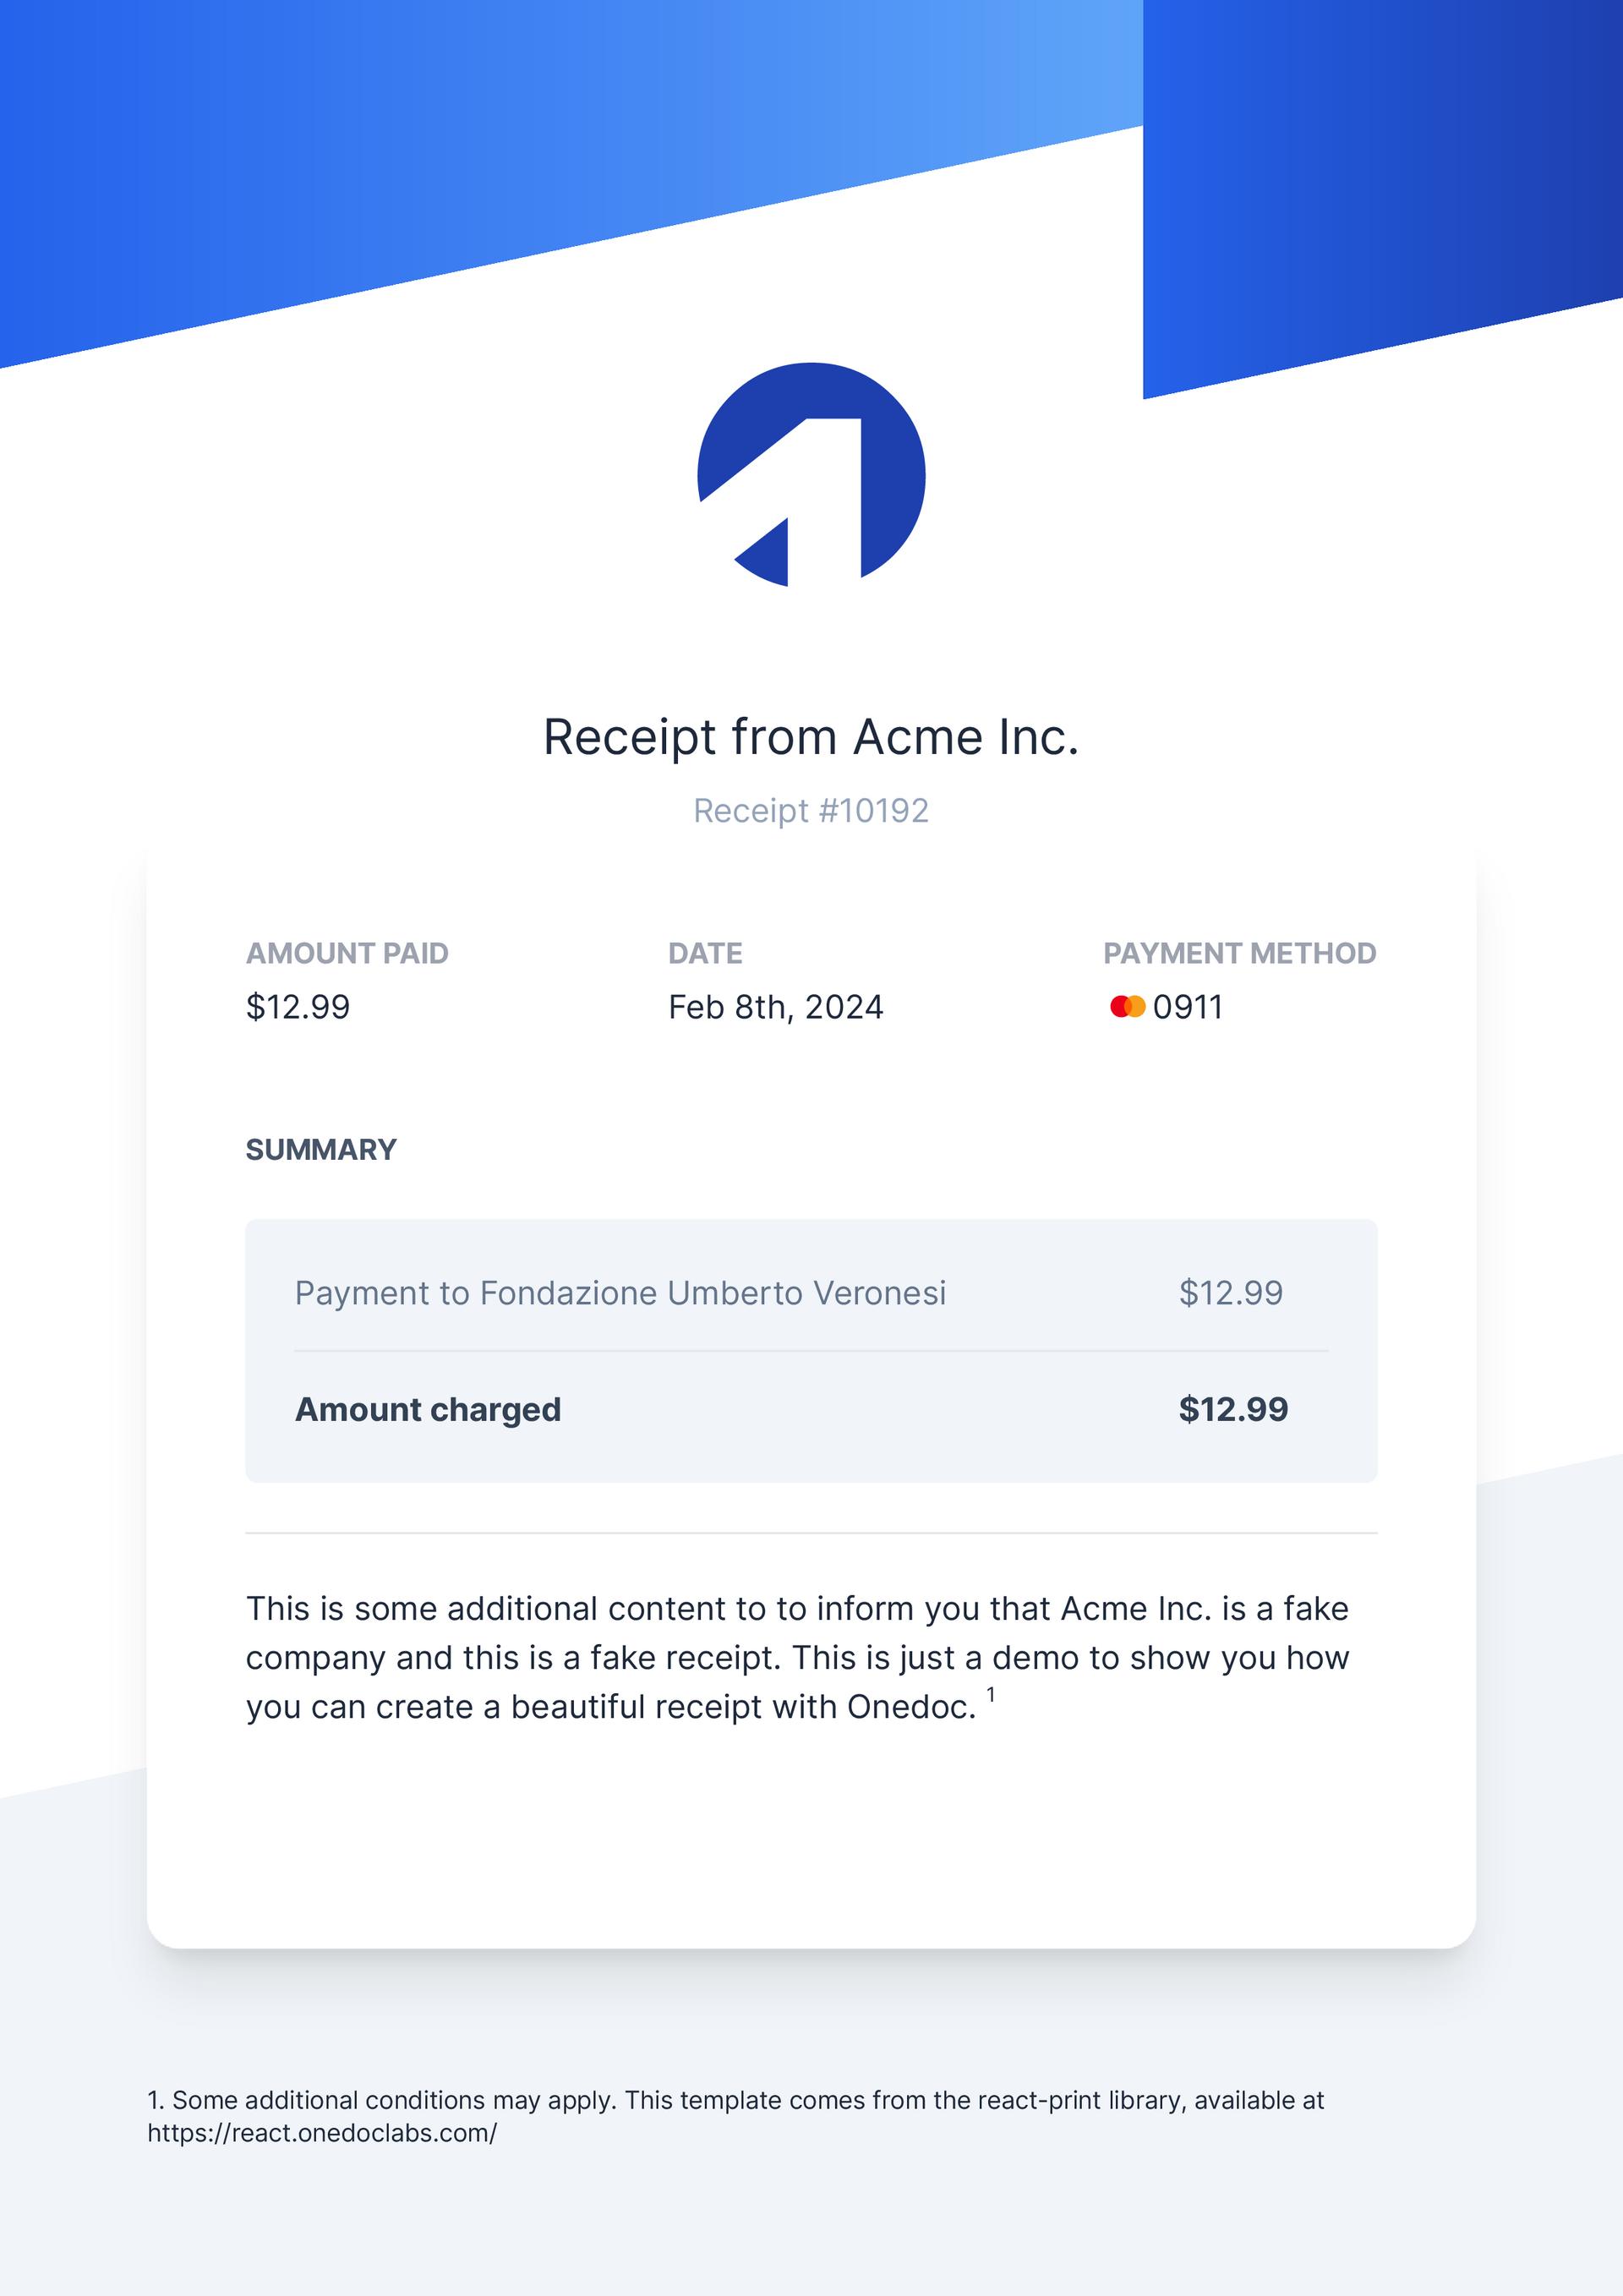 Receipt from Acme Inc.
Receipt #10192
AMOUNT PAID
$12.99
DATE
Feb 8th, 2024
PAYMENT METHOD
0911
SUMMARY
Payment to Fondazione Umberto Veronesi $12.99
Amount charged $12.99
This is some additional content to to inform you that Acme Inc. is a fake
company and this is a fake receipt. This is just a demo to show you how
you can create a beautiful receipt with Onedoc. 1
1. Some additional conditions may apply. This template comes from the react-print library, available at
https://react.onedoclabs.com/